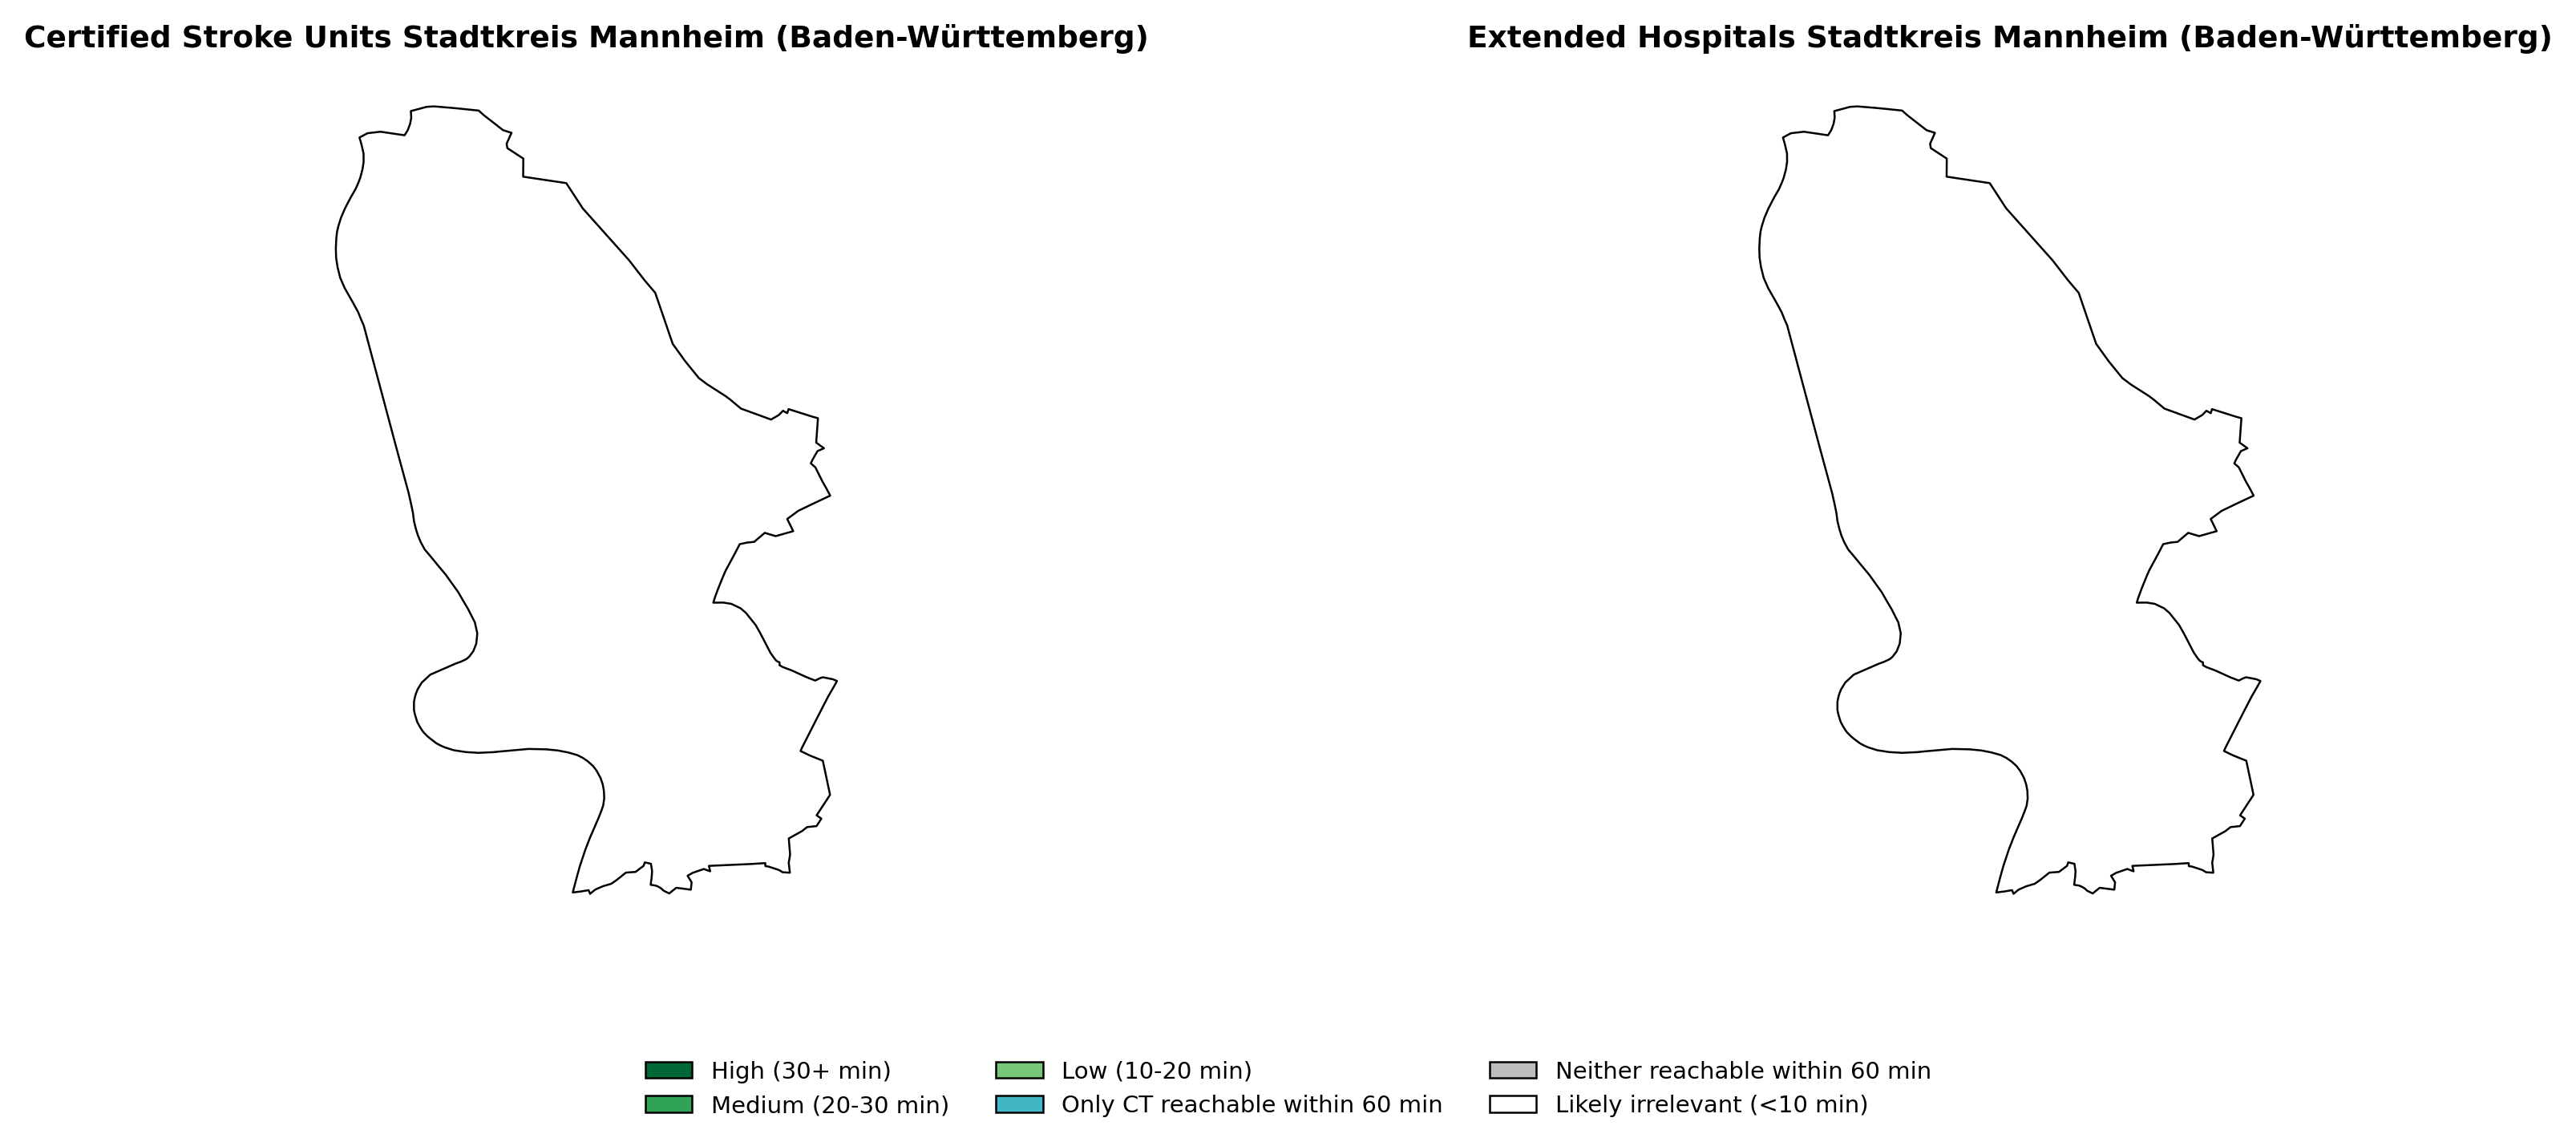 Certified Stroke Units Stadtkreis Mannheim (Baden-Württemberg)
Extended Hospitals Stadtkreis Mannheim (Baden-Württemberg)
High (30+ min)
Medium (20-30 min)
Low (10-20 min)
Only CT reachable within 60 min
Neither reachable within 60 min
Likely irrelevant (<10 min)